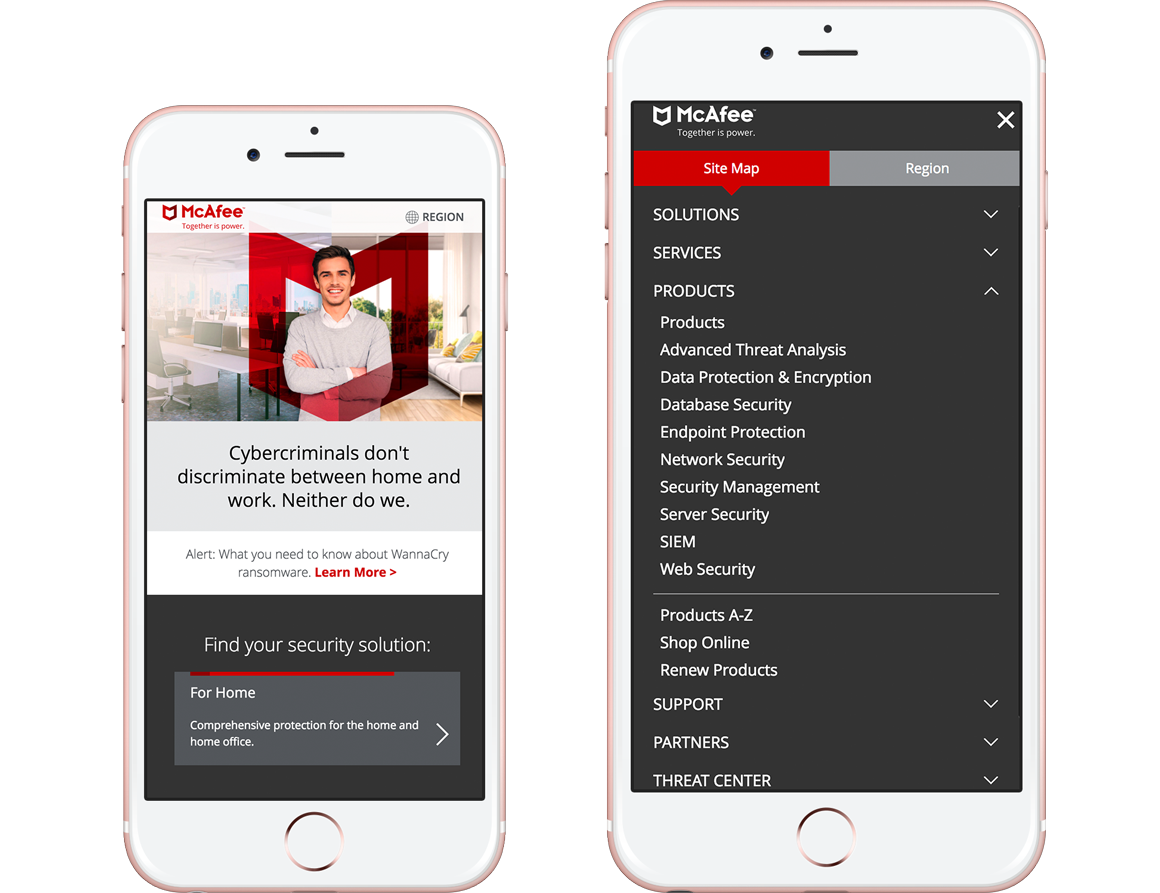 McAfee™
Together is power.
REGION
Cybercriminals don't
discriminate between home and
work. Neither do we.
Alert: What you need to know about WannaCry
ransomware. Learn More >
Find your security solution:
For Home
Comprehensive protection for the home and
home office.
McAfee™
Together is power.
Site Map
Region
SOLUTIONS
SERVICES
PRODUCTS
Products
Advanced Threat Analysis
Data Protection & Encryption
Database Security
Endpoint Protection
Network Security
Security Management
Server Security
SIEM
Web Security
Products A-Z
Shop Online
Renew Products
SUPPORT
PARTNERS
THREAT CENTER